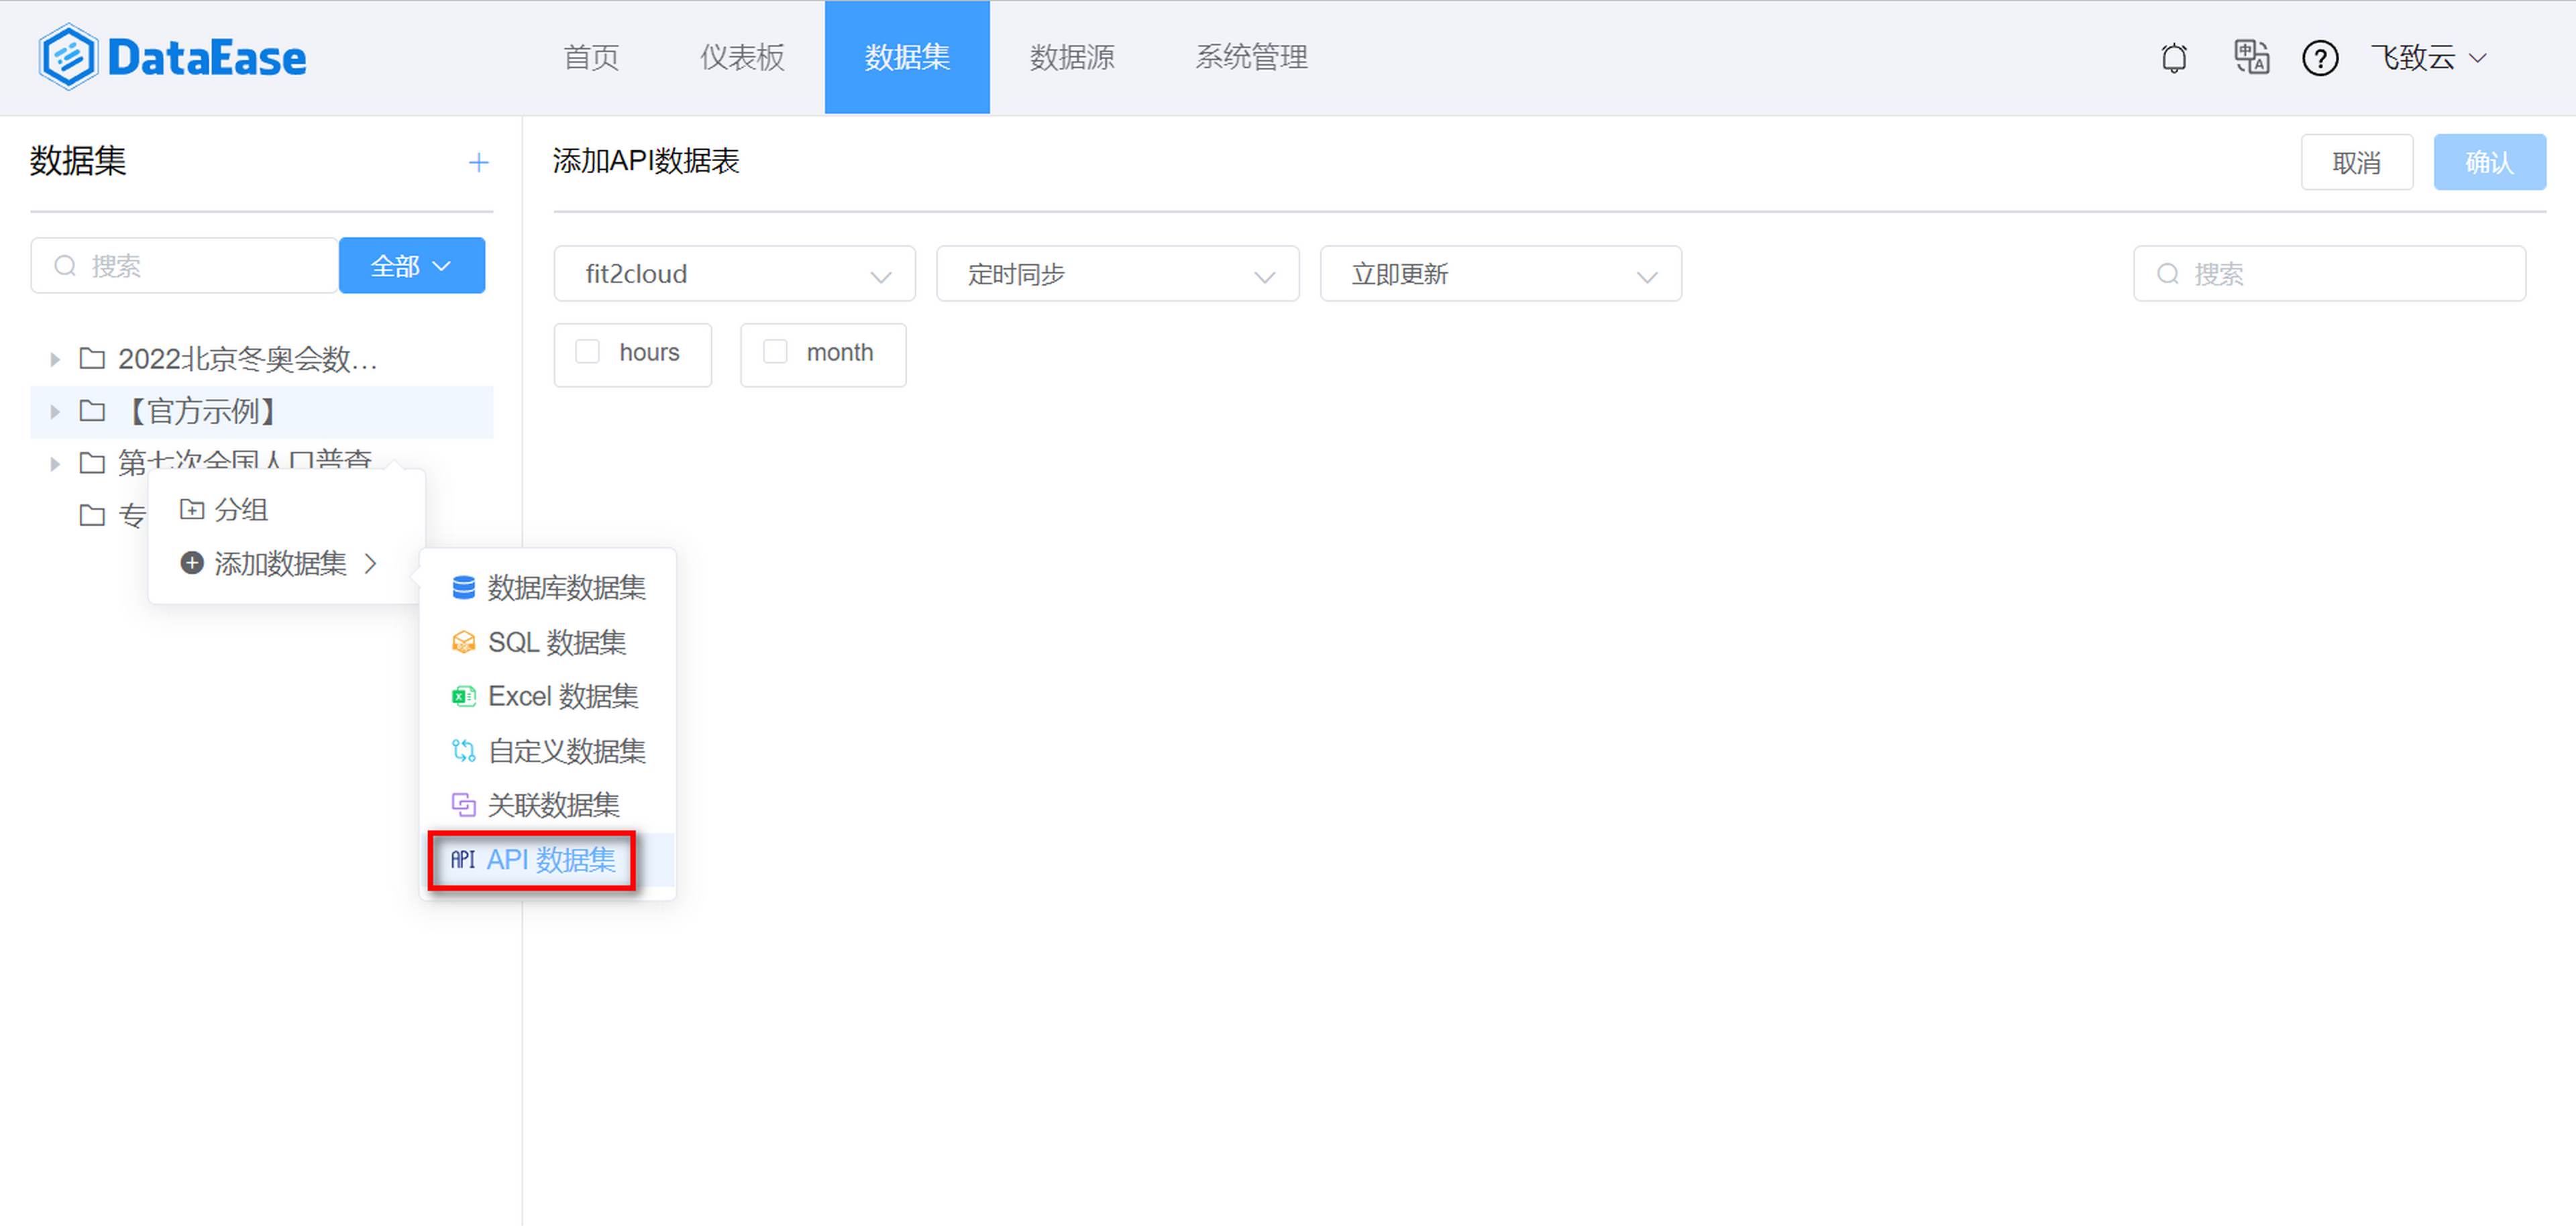 DataEase
首页
仪表板
数据集
数据源
系统管理
飞致云
数据集
搜索
全部
2022北京冬奥会数...
【官方示例】
第七次全国人口普查
专
分组
添加数据集
数据库数据集
SQL 数据集
Excel 数据集
自定义数据集
关联数据集
API API 数据集
添加API数据表
取消
确认
fit2cloud
定时同步
立即更新
搜索
hours
month